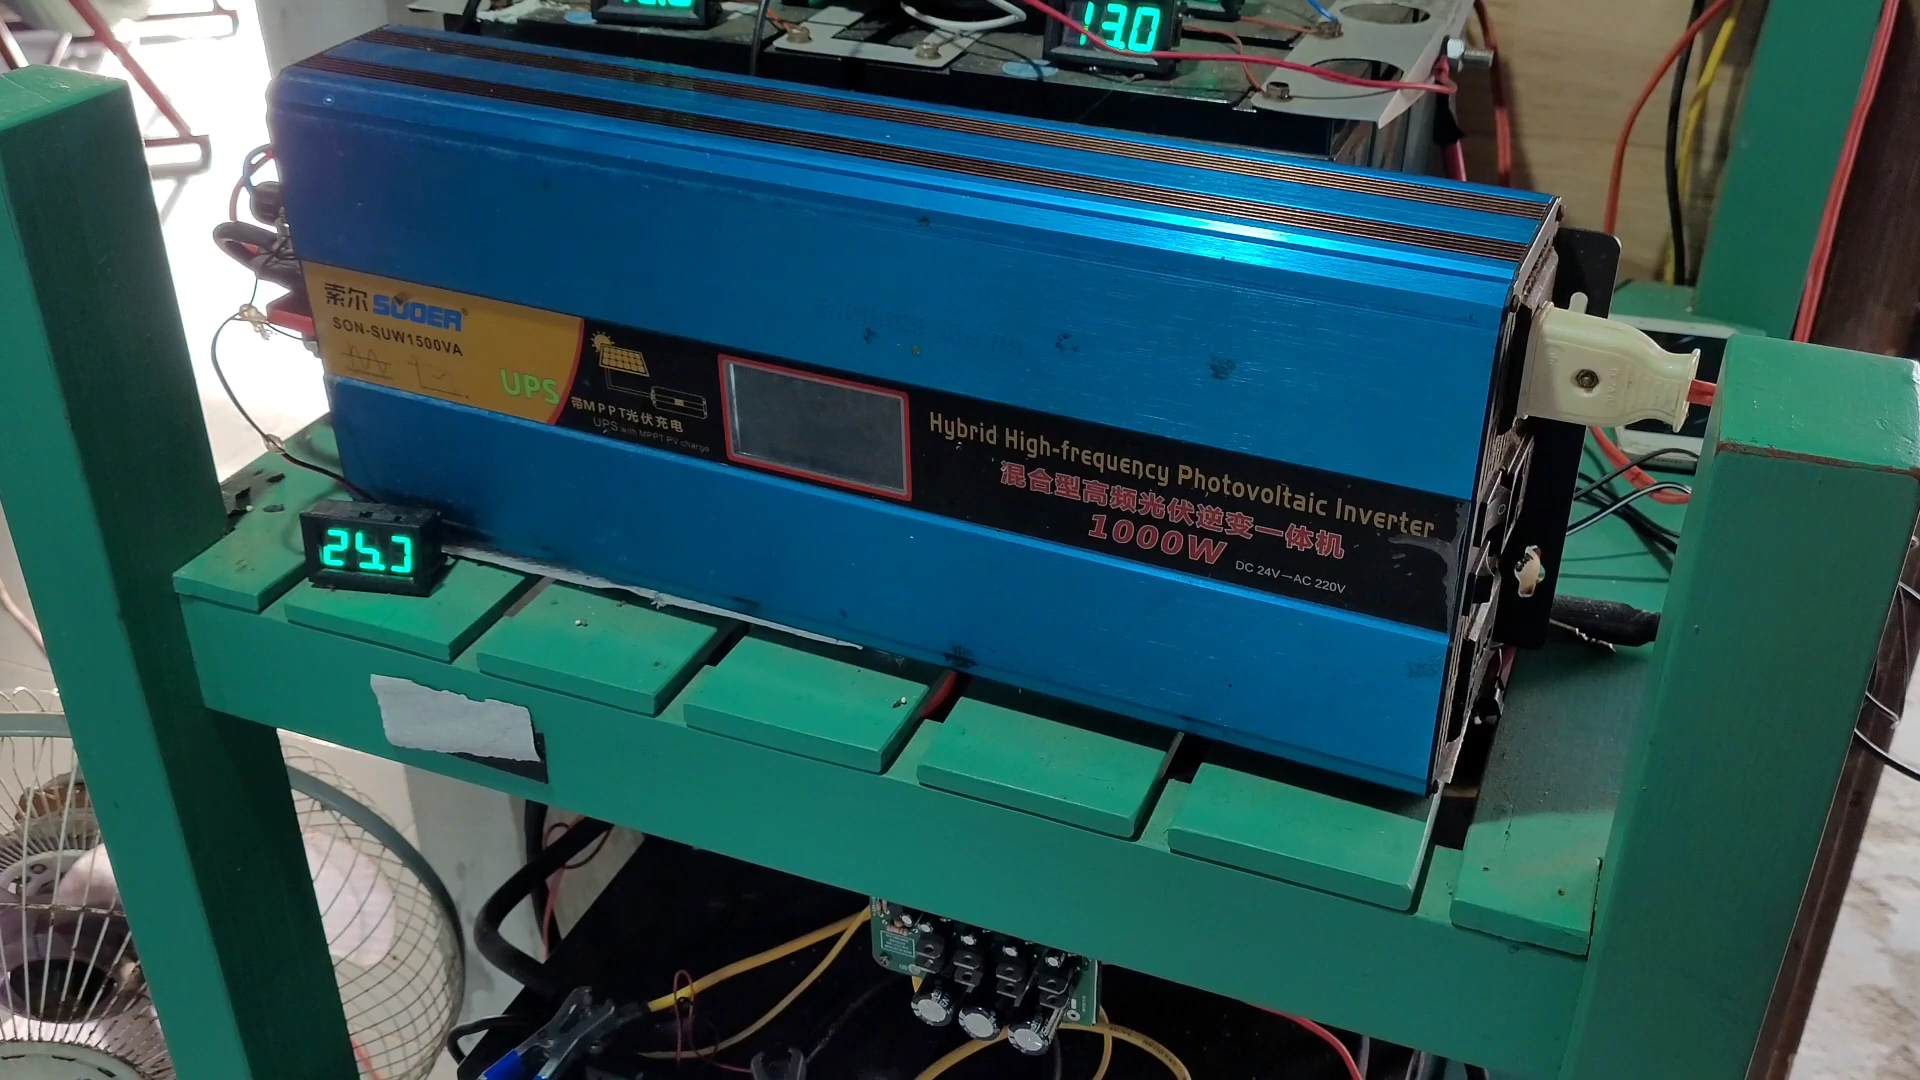 13.0
索尔 SUOER®
SON-SUW1500VA
UPS
带MPPT光伏充电
UPS with MPPT PV charge
Hybrid High-frequency Photovoltaic Inverter
混合型高频光伏逆变一体机
1000W
DC 24V—AC 220V